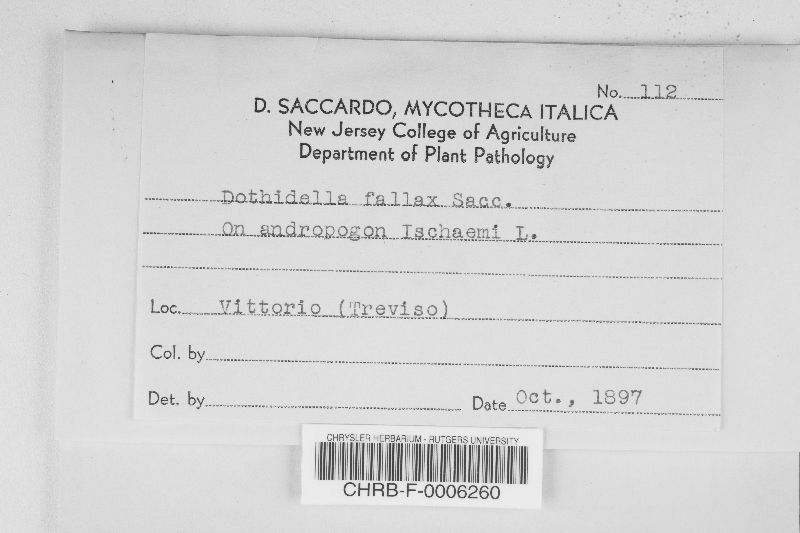 No. 112
D. SACCARDO, MYCOTHECA ITALICA
New Jersey College of Agriculture
Department of Plant Pathology
Dothidella fallax Sacc.
On andropogon Ischaemi L.
Loc. Vittorio (Treviso)
Col. by
Det. by
Date Oct., 1897
CHRYSLER HERBARIUM - RUTGERS UNIVERSITY
CHRB-F-0006260